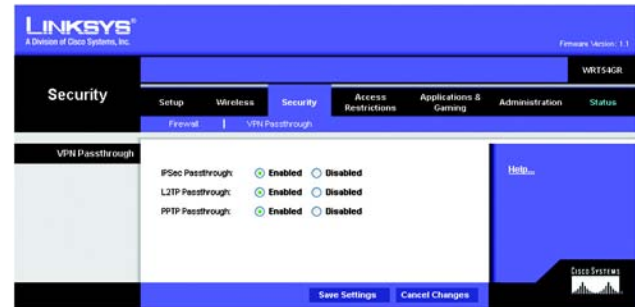 LINKSYS®
A Division of Cisco Systems, Inc.
Firmware Version: 1.1
WRT54GR
Security
Setup Wireless Security Access Restrictions Applications & Gaming Administration Status
Firewall | VPN Passthrough
VPN Passthrough
IPSec Passthrough: Enabled Disabled
L2TP Passthrough: Enabled Disabled
PPTP Passthrough: Enabled Disabled
Help...
CISCO SYSTEMS
Save Settings Cancel Changes